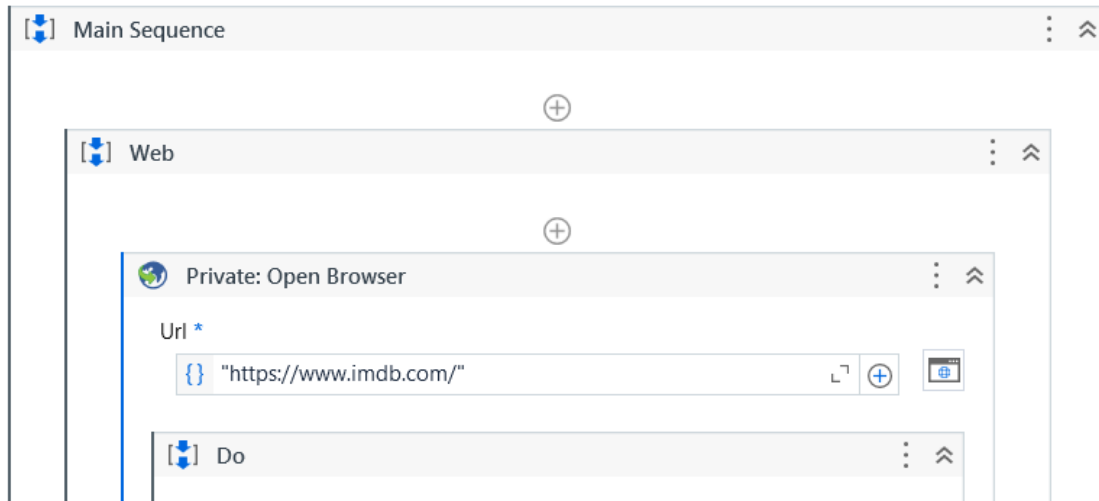 Main Sequence
Web
Private: Open Browser
Url *
{} "https://www.imdb.com/"
Do